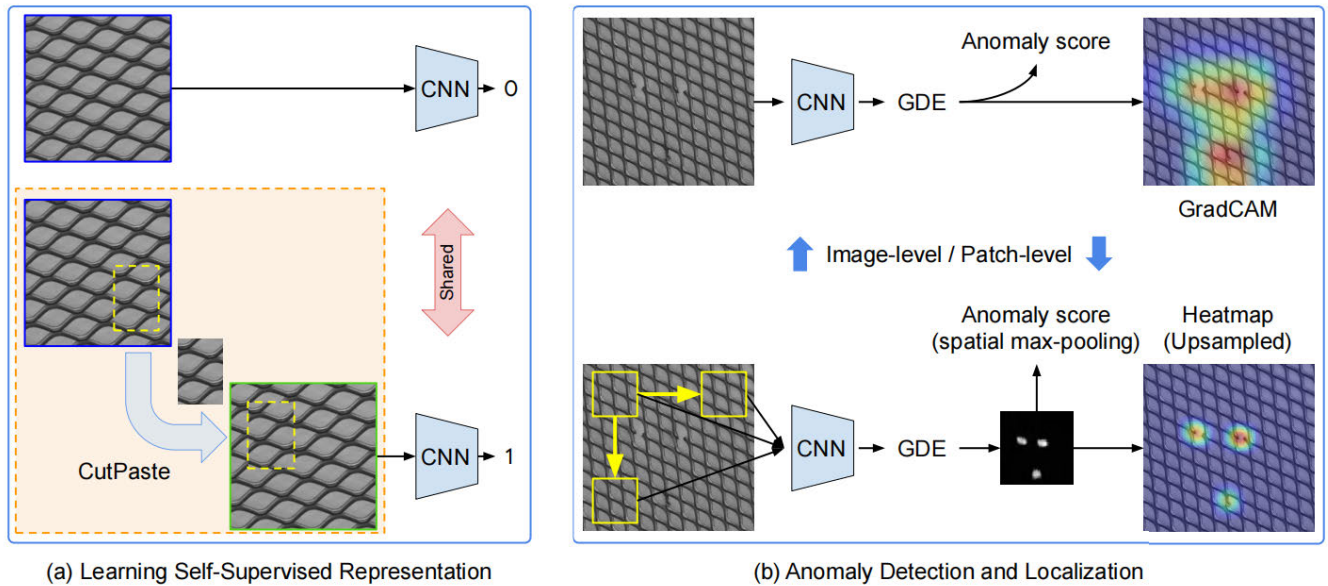 CNN
0
Shared
CutPaste
CNN
1
(a) Learning Self-Supervised Representation
Anomaly score
CNN
GDE
GradCAM
Image-level / Patch-level
Anomaly score
(spatial max-pooling)
Heatmap
(Upsampled)
CNN
GDE
(b) Anomaly Detection and Localization